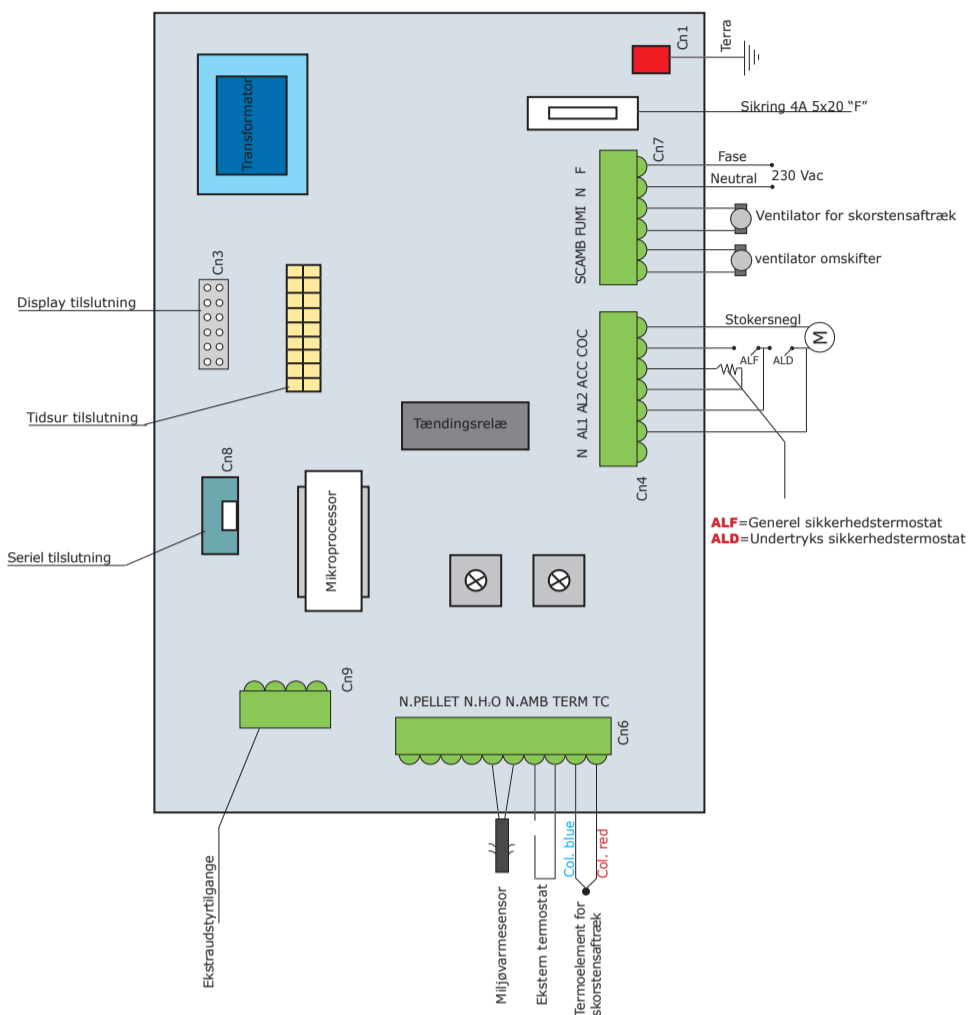 Cn1
Terra
Transformator
Sikring 4A 5x20 “F”
Cn7
Fase
Neutral
230 Vac
SCAMB FUMI N F
Ventilator for skorstensaftræk
ventilator omskifter
Cn3
Display tilslutning
Stokersnegl
M
ALF
ALD
N AL1 AL2 ACC COC
Tidsur tilslutning
Tændingsrelæ
Cn8
Cn4
Mikroprocessor
ALF=Generel sikkerhedstermostat
ALD=Undertryks sikkerhedstermostat
Seriel tilslutning
Cn9
N.PELLET N.H₂O N.AMB TERM TC
Cn6
Col. blue
Col. red
Ekstraudstyrtilgange
Miljøvarmesensor
Ekstern termostat
Termoelement for
skorstensaftræk